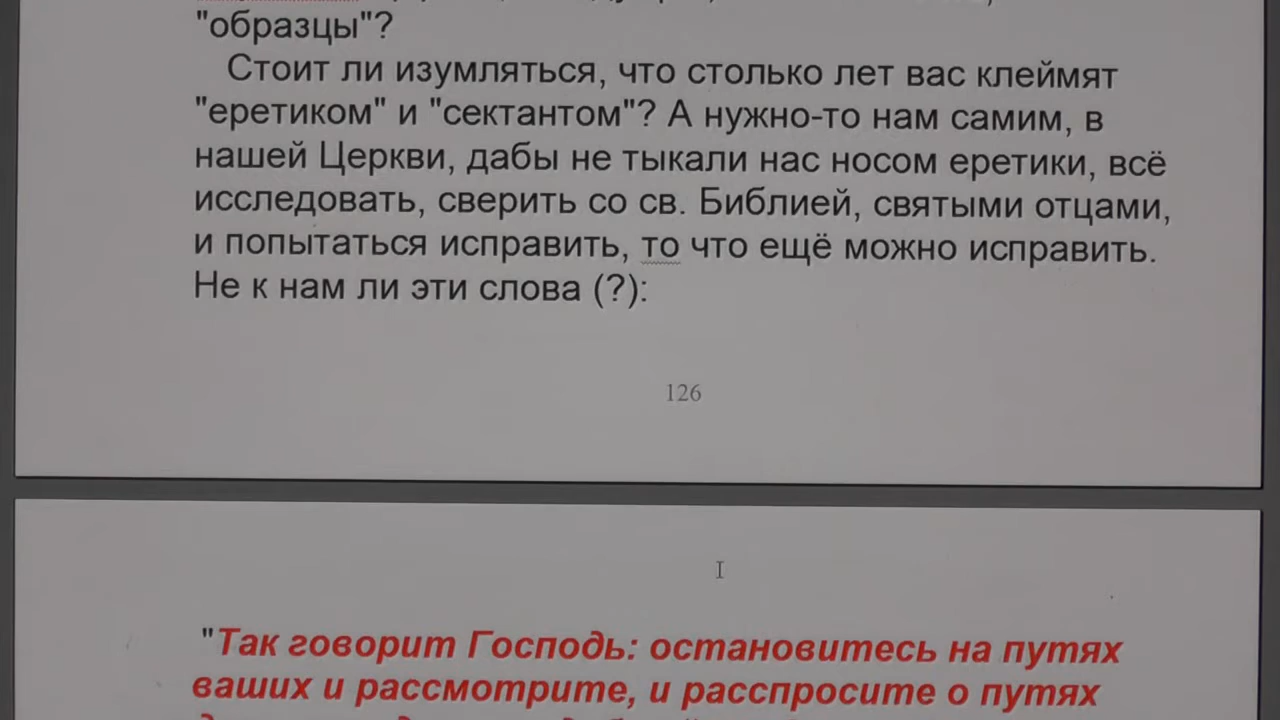 "образцы"?
Стоит ли изумляться, что столько лет вас клеймят
"еретиком" и "сектантом"? А нужно-то нам самим, в
нашей Церкви, дабы не тыкали нас носом еретики, всё
исследовать, сверить со св. Библией, святыми отцами,
и попытаться исправить, то что ещё можно исправить.
Не к нам ли эти слова (?):
126
"Так говорит Господь: остановитесь на путях
ваших и рассмотрите, и расспросите о путях